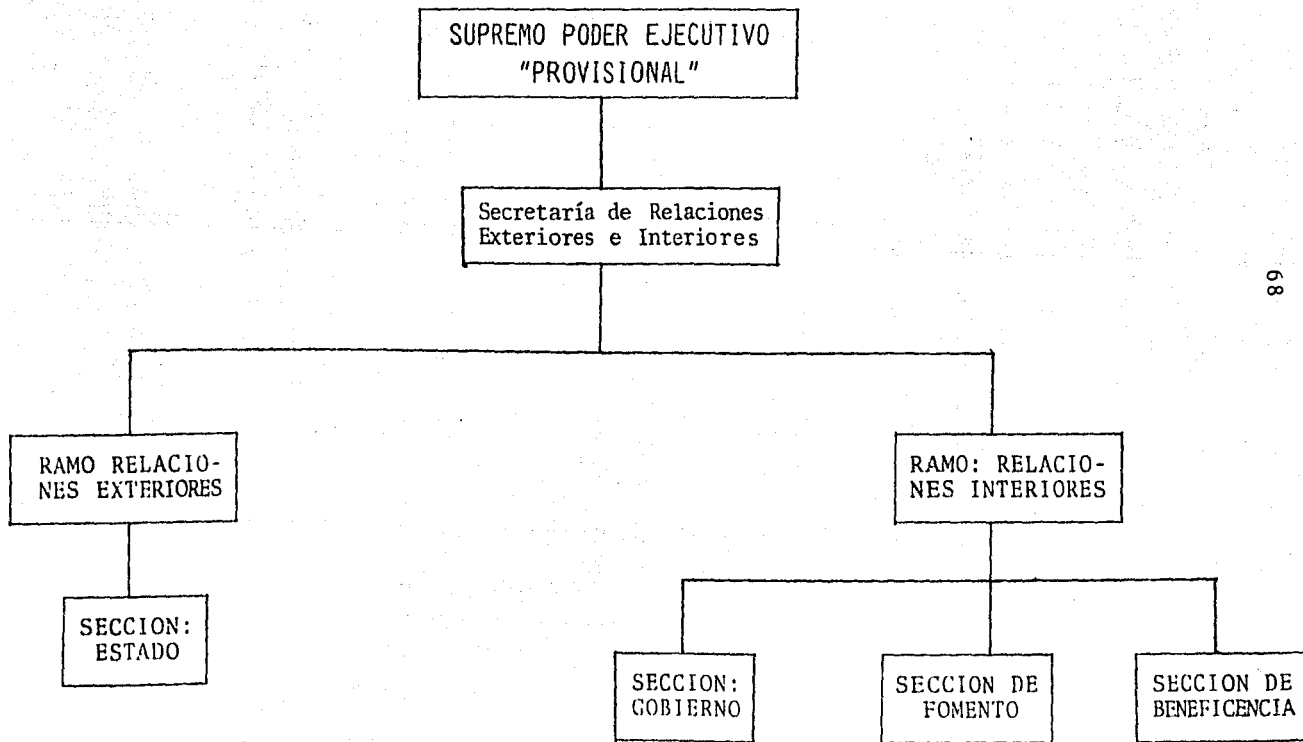 SUPREMO PODER EJECUTIVO
"PROVISIONAL"
Secretaría de Relaciones
Exteriores e Interiores
68
RAMO RELACIO-
NES EXTERIORES
RAMO: RELACIO-
NES INTERIORES
SECCION:
ESTADO
SECCION:
GOBIERNO
SECCION DE
FOMENTO
SECCION DE
BENEFICENCIA